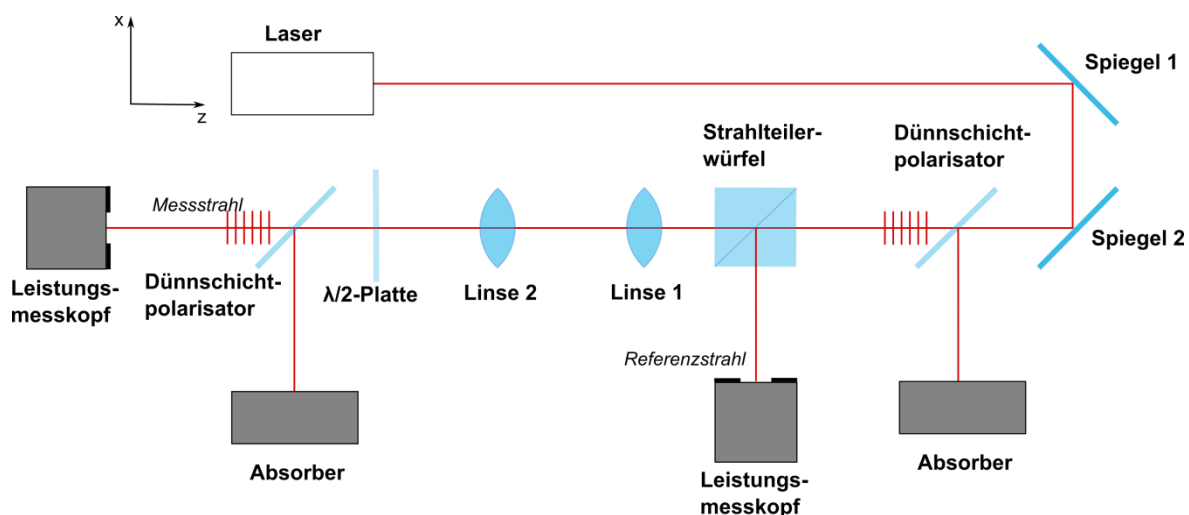 x
z
Laser
Spiegel 1
Strahlteiler-
würfel
Dünnschicht-
polarisator
Messstrahl
Spiegel 2
Leistungs-
messkopf
Dünnschicht-
polarisator
λ/2-Platte
Linse 2
Linse 1
Referenzstrahl
Absorber
Leistungs-
messkopf
Absorber